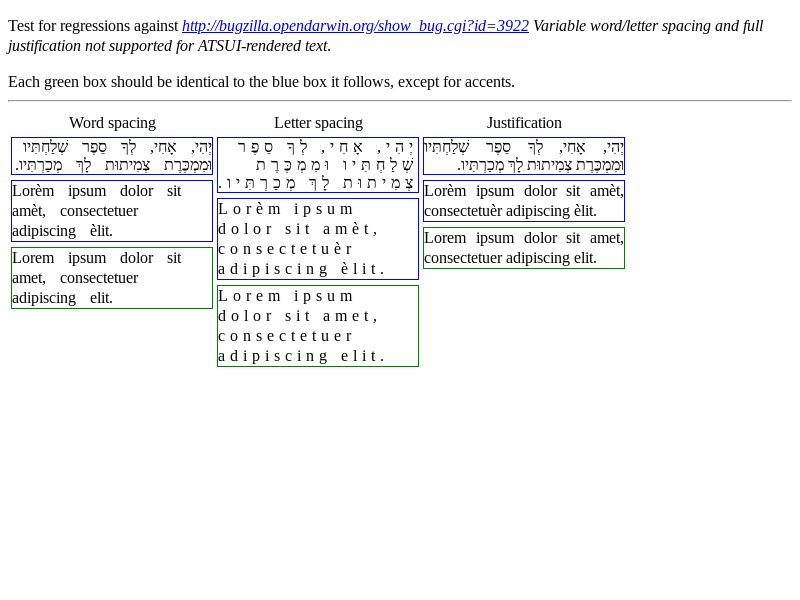 Test for regressions against http://bugzilla.opendarwin.org/show_bug.cgi?id=3922 Variable word/letter spacing and full
justification not supported for ATSUI-rendered text.
Each green box should be identical to the blue box it follows, except for accents.
Word spacing
יְהִי, אָחִי, לְךָ סֵפֶר שְׁלַחְתִּיו
וּמִמְכֶּרֶת צְמִיתוּת לָךְ מְכַרְתִּיו.
Lorèm ipsum dolor sit
amèt, consectetuer
adipiscing èlit.
Lorem ipsum dolor sit
amet, consectetuer
adipiscing elit.
Letter spacing
יְהִי, אָחִי, לְךָ סֵפֶר
שְׁלַחְתִּיו וּמִמְכֶּרֶת
צְמִיתוּת לָךְ מְכַרְתִּיו.
Lorèm ipsum
dolor sit amèt,
consectetuèr
adipiscing èlit.
Lorem ipsum
dolor sit amet,
consectetuer
adipiscing elit.
Justification
יְהִי, אָחִי, לְךָ סֵפֶר שְׁלַחְתִּיו
וּמִמְכֶּרֶת צְמִיתוּת לָךְ מְכַרְתִּיו.
Lorèm ipsum dolor sit amèt,
consectetuèr adipiscing èlit.
Lorem ipsum dolor sit amet,
consectetuer adipiscing elit.